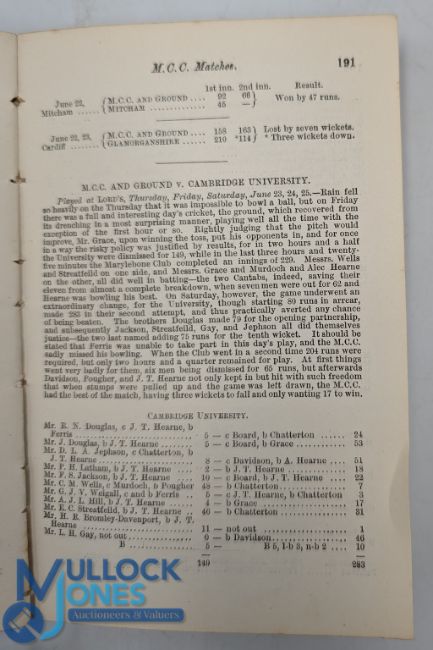 M.C.C. Matches. 191
1st inn. 2nd inn. Result.
June 22, Mitcham ...... { M.C.C. AND GROUND .... 92 66 } Won by 47 runs.
MITCHAM .................. 45 —
June 22, 23, Cardiff ...... { M.C.C. AND GROUND .... 158 163 } Lost by seven wickets.
GLAMORGANSHIRE .... 210 *114 } * Three wickets down.
M.C.C. AND GROUND V. CAMBRIDGE UNIVERSITY.
Played at LORD'S, Thursday, Friday, Saturday, June 23, 24, 25.—Rain fell
so heavily on the Thursday that it was impossible to bowl a ball, but on Friday
there was a full and interesting day's cricket, the ground, which recovered from
its drenching in a most surprising manner, playing well all the time with the
exception of the first hour or so. Rightly judging that the pitch would
improve, Mr. Grace, upon winning the toss, put his opponents in, and for once
in a way the risky policy was justified by results, for in two hours and a half
the University were dismissed for 149, while in the last three hours and twenty-
five minutes the Marylebone Club completed an innings of 229. Messrs. Wells
and Streatfeild on one side, and Messrs. Grace and Murdoch and Alec Hearne
on the other, all did well in batting—the two Cantabs, indeed, saving their
eleven from almost a complete breakdown, when seven men were out for 62 and
Hearne was bowling his best. On Saturday, however, the game underwent an
extraordinary change, for the University, though starting 80 runs in arrear,
made 283 in their second attempt, and thus practically averted any chance
of being beaten. The brothers Douglas made 79 for the opening partnership,
and subsequently Jackson, Streatfeild, Gay, and Jephson all did themselves
justice—the two last named adding 75 runs for the tenth wicket. It should be
stated that Ferris was unable to take part in this day's play, and the M.C.C.
sadly missed his bowling. When the Club went in a second time 204 runs were
required, but only two hours and a quarter remained for play. At first things
went very badly for them, six men being dismissed for 65 runs, but afterwards
Davidson, Pougher, and J. T. Hearne not only kept in but hit with such freedom
that when stumps were pulled up and the game was left drawn, the M.C.C.
had the best of the match, having three wickets to fall and only wanting 17 to win.
CAMBRIDGE UNIVERSITY.
Mr. R. N. Douglas, c J. T. Hearne, b
Ferris .................. 5 — c Board, b Chatterton ...... 24
Mr. J. Douglas, b J. T. Hearne ...... 5 — c Board, b Grace .......... 53
Mr. D. L. A. Jephson, c Chatterton, b
J. T. Hearne .................. 8 — c Davidson, b A. Hearne .... 51
Mr. P. H. Latham, b J. T. Hearne .... 2 — b J. T. Hearne ............ 18
Mr. F. S. Jackson, b J. T. Hearne .... 10 — c Board, b J. T. Hearne .... 22
Mr. C. M. Wells, c Murdoch, b Pougher 48 — b Chatterton .............. 7
Mr. G. J. V. Weigall, c and b Ferris .. 5 — c J. T. Hearne, b Chatterton 3
Mr. A. J. L. Hill, b J. T. Hearne .... 5 — b Grace .................. 17
Mr. E. C. Streatfeild, b J. T. Hearne .. 40 — b Chatterton .............. 31
Mr. H. R. Bromley-Davenport, b J. T.
Hearne .................. 11 — not out .................. 1
Mr. L. H. Gay, not out .............. 0 — b Davidson .............. 46
B .................. 5 — B 5, l-b 3, n-b 2 .... 10
149 283
MULLOCK
JONES
Auctioneers & Valuers